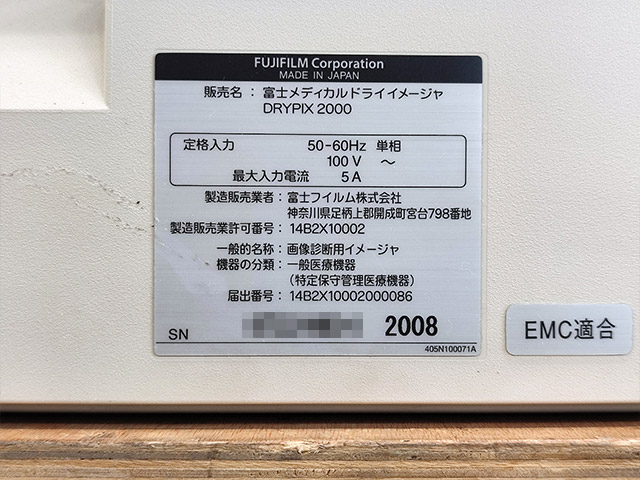 FUJIFILM Corporation
MADE IN JAPAN
販売名：富士メディカルドライイメージャ
DRYPIX 2000
定格入力 50-60Hz 単相
100V ～
最大入力電流 5A
製造販売業者：富士フイルム株式会社
神奈川県足柄上郡開成町宮台798番地
製造販売業許可番号：14B2X10002
一般的名称：画像診断用イメージャ
機器の分類：一般医療機器
(特定保守管理医療機器)
届出番号：14B2X10002000086
SN 2008
405N100071A
EMC適合